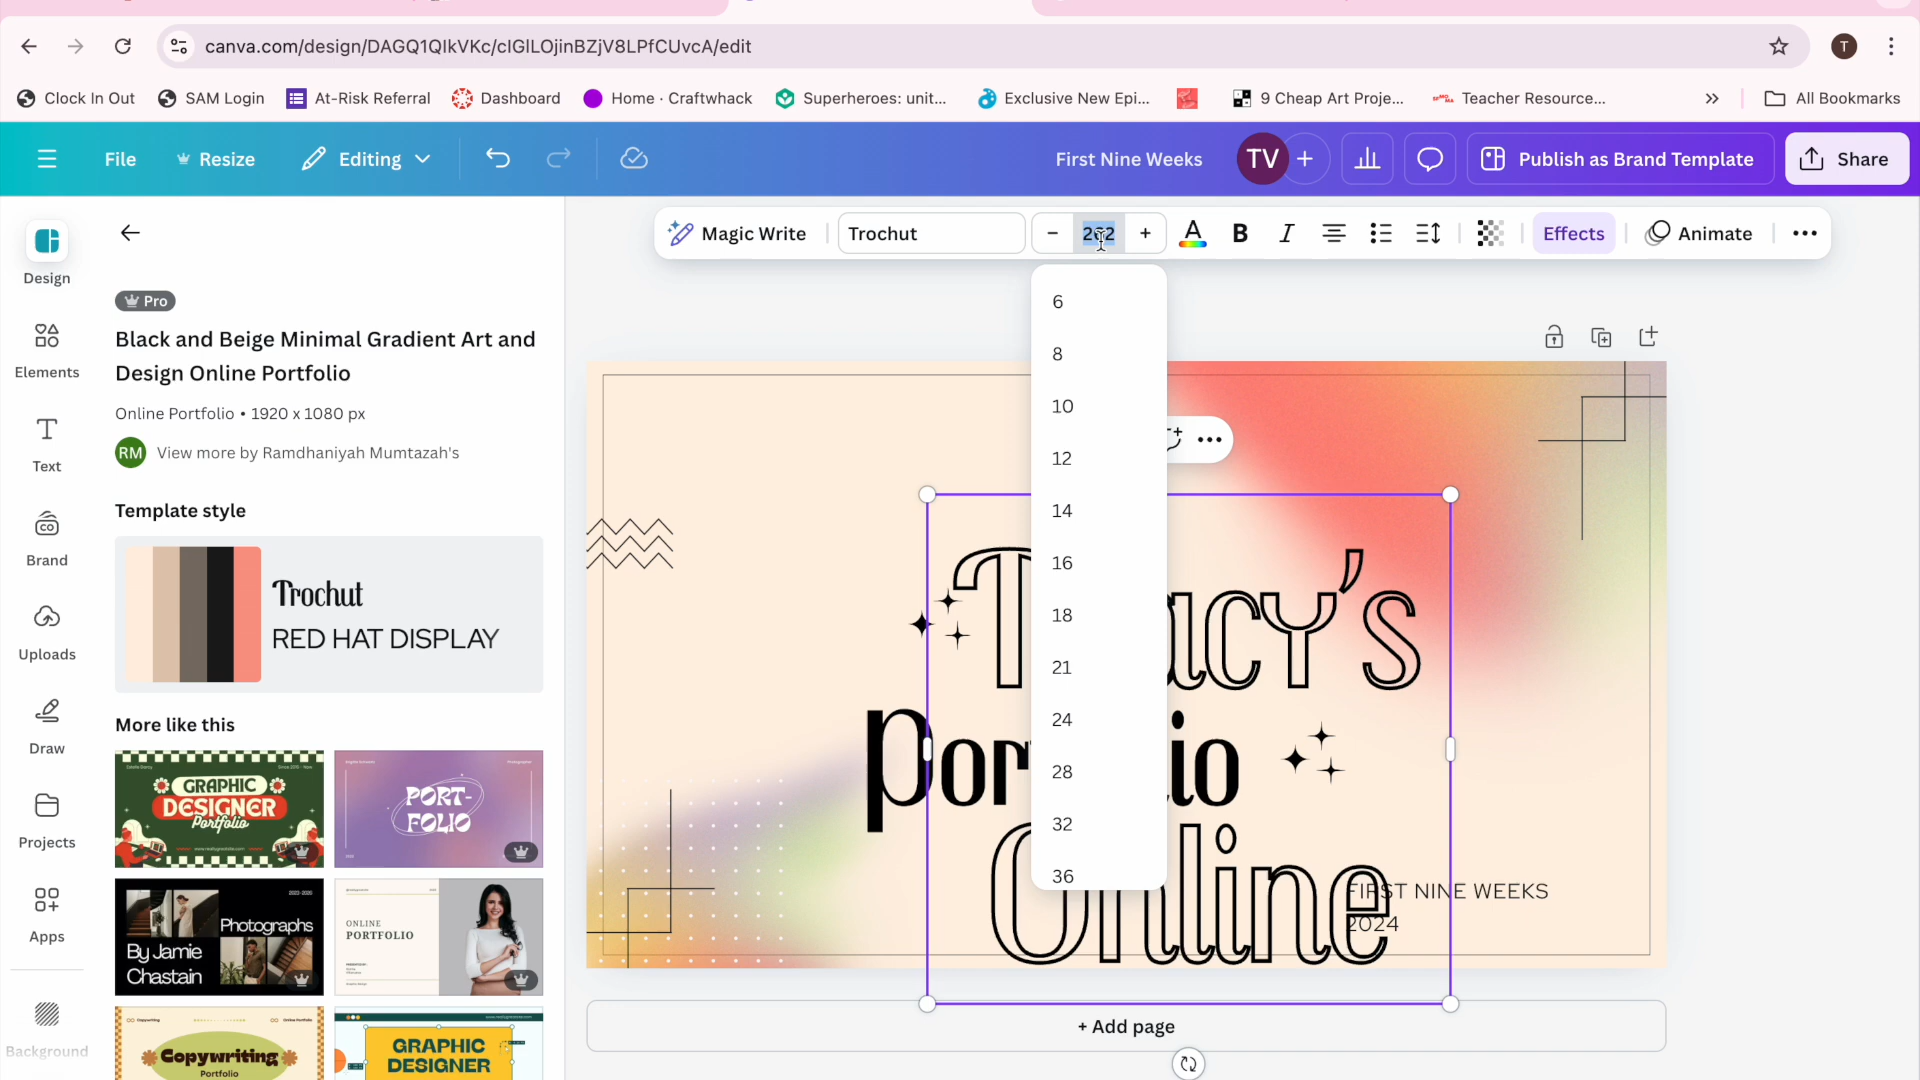 canva.com/design/DAGQ1QIkVKc/cIGlLOjinBZjV8LPfCUvcA/edit
T
Clock In Out
SAM Login
At-Risk Referral
Dashboard
Home · Craftwhack
Superheroes: unit...
Exclusive New Epi...
9 Cheap Art Proje...
Teacher Resource...
All Bookmarks
File
Resize
Editing
First Nine Weeks
TV
Publish as Brand Template
Share
Magic Write
Trochut
A
B
I
Effects
Animate
Design
Elements
Text
Brand
Uploads
Draw
Projects
Apps
Background
Pro
Black and Beige Minimal Gradient Art and
Design Online Portfolio
Online Portfolio • 1920 x 1080 px
RM
View more by Ramdhaniyah Mumtazah's
Template style
Trochut
RED HAT DISPLAY
More like this
GRAPHIC
DESIGNER
Portfolio
PORT-
FOLIO
Photographs
By Jamie
Chastain
ONLINE
PORTFOLIO
Copywriting
Portfolio
GRAPHIC
DESIGNER
6
8
10
12
14
16
18
21
24
28
32
36
Online
FIRST NINE WEEKS
2024
+ Add page